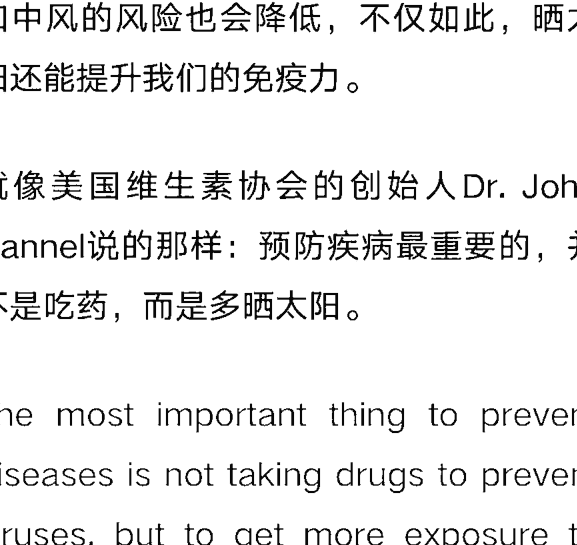 中风的风险也会降低，不仅如此，晒
还能提升我们的免疫力。
像美国维生素协会的创始人Dr. Joh
annel说的那样：预防疾病最重要的，
不是吃药，而是多晒太阳。
he most important thing to preven
iseases is not taking drugs to preven
ruses, but to get more exposure t